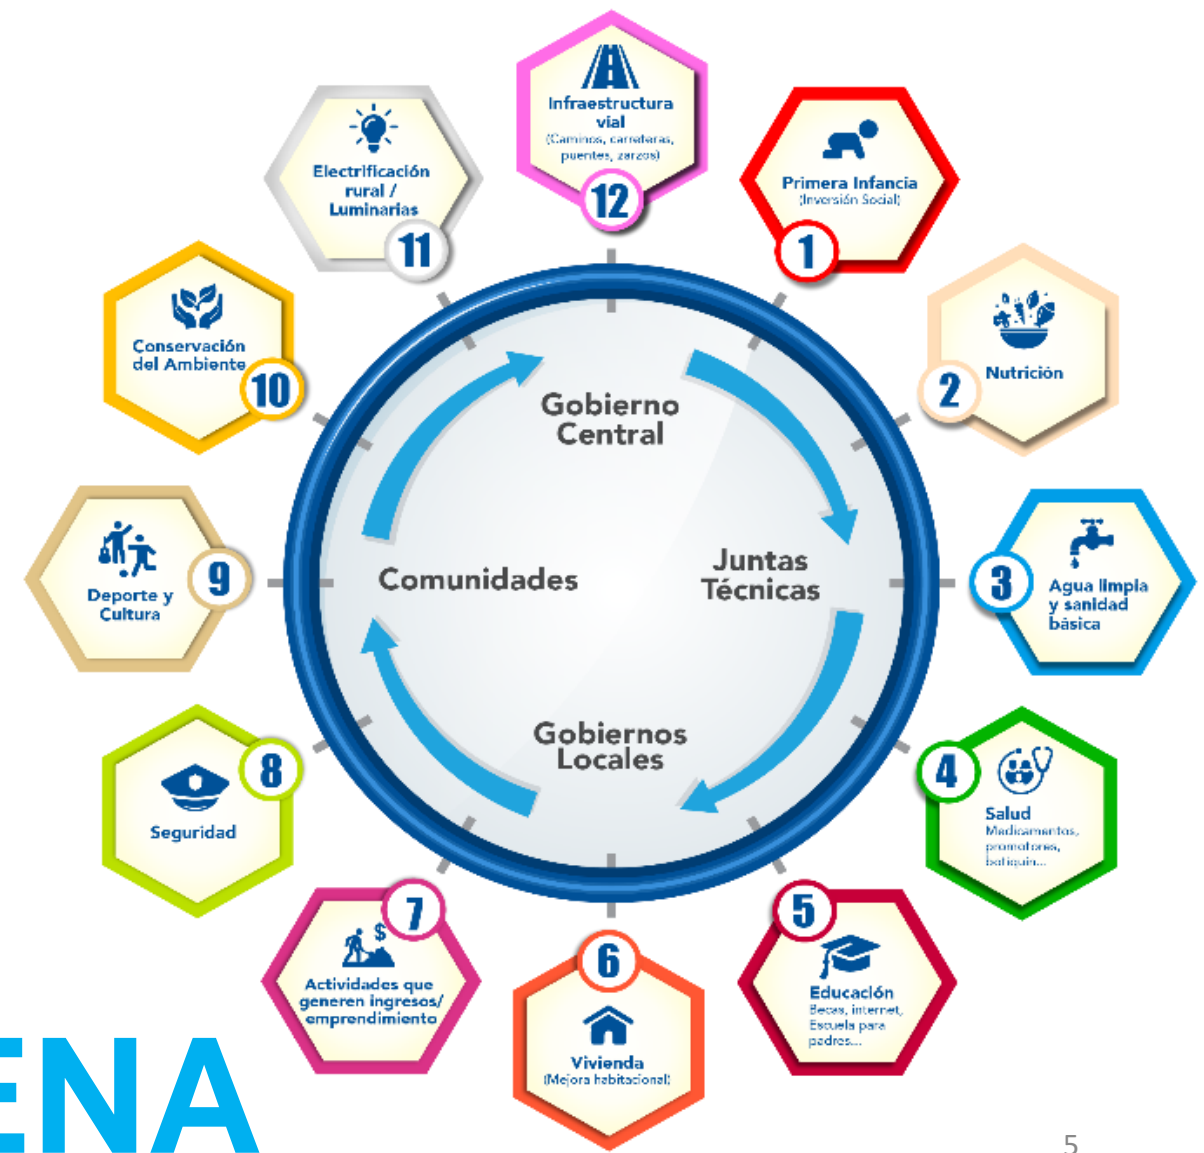 Infraestructura
vial
(Caminos, carreteras,
puentes, zarzos)
12
Primera Infancia
(Inversión Social)
1
Nutrición
2
Agua limpia
y sanidad
básica
3
Salud
Medicamentos,
promotores,
botiquín...
4
Educación
Becas, internet,
Escuela para
padres...
5
6
Vivienda
(Mejora habitacional)
7
$
Actividades que
generen ingresos/
emprendimiento
8
Seguridad
9
Deporte y
Cultura
Conservación
del Ambiente
10
Electrificación
rural /
Luminarias
11
Gobierno
Central
Juntas
Técnicas
Gobiernos
Locales
Comunidades
ENA
5